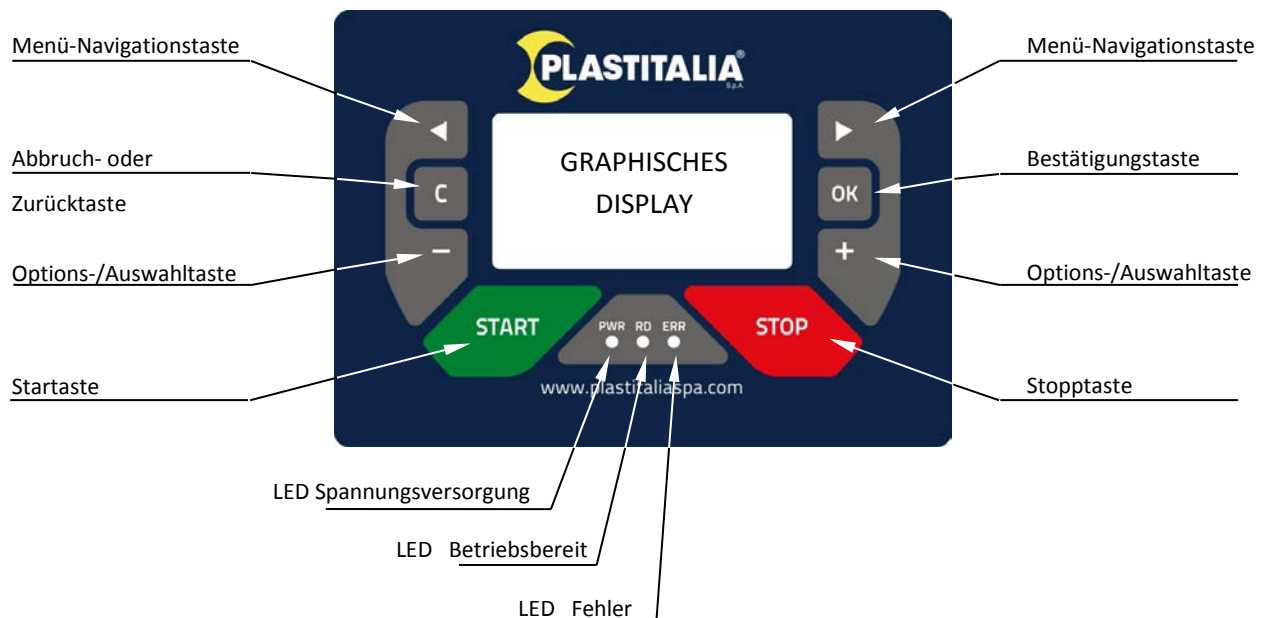 Menü-Navigationstaste
Menü-Navigationstaste
PLASTITALIA®
S.p.A.
◄
►
Abbruch- oder
Zurücktaste
C
GRAPHISCHES
DISPLAY
OK
Bestätigungstaste
Options-/Auswahltaste
−
+
Options-/Auswahltaste
START
PWR RD ERR
STOP
Startaste
www.plastitaliaspa.com
Stopptaste
LED Spannungsversorgung
LED Betriebsbereit
LED Fehler